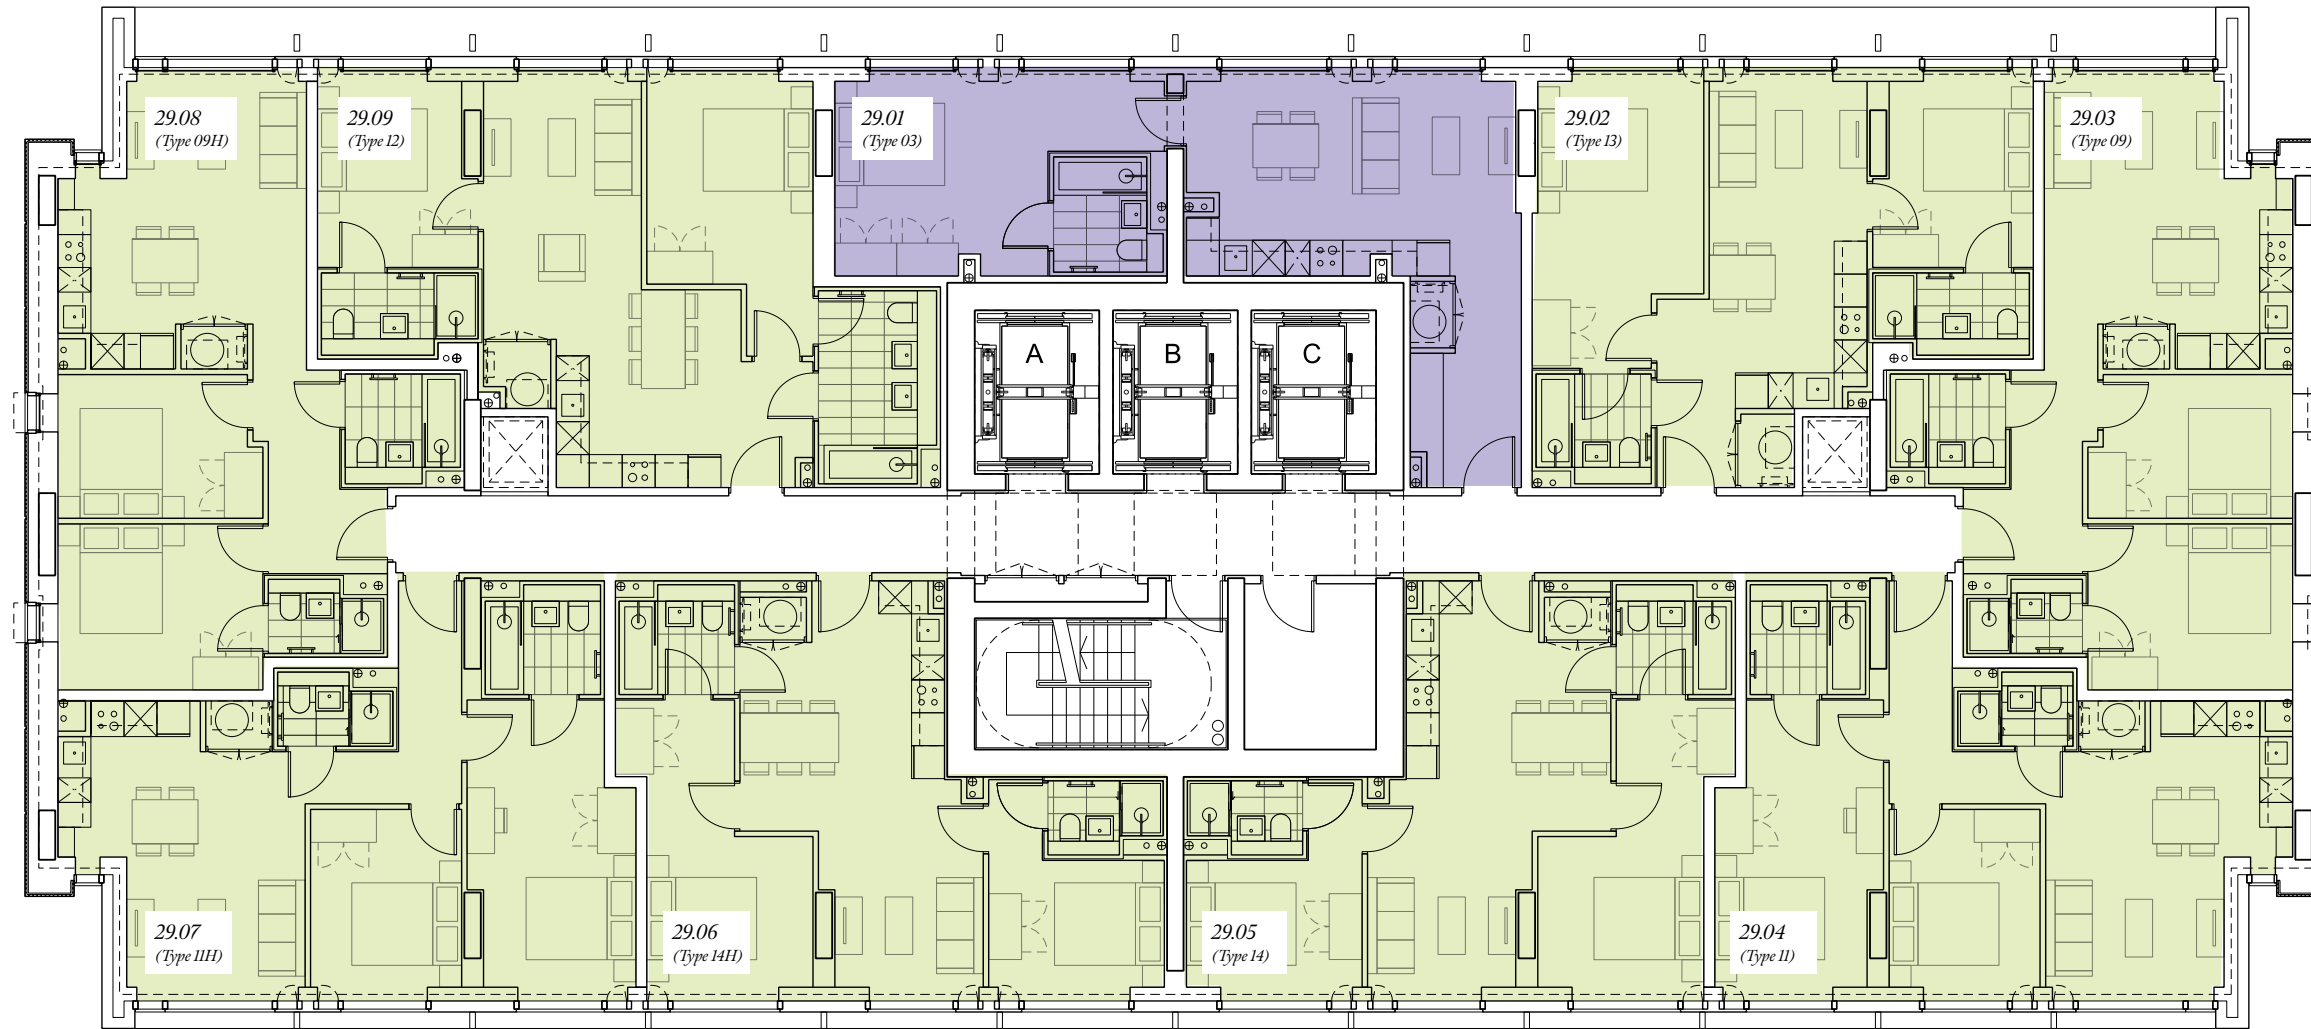 29.08
(Type 09H)
29.09
(Type 12)
29.01
(Type 03)
29.02
(Type 13)
29.03
(Type 09)
A
B
C
29.07
(Type 11H)
29.06
(Type 14H)
29.05
(Type 14)
29.04
(Type 11)